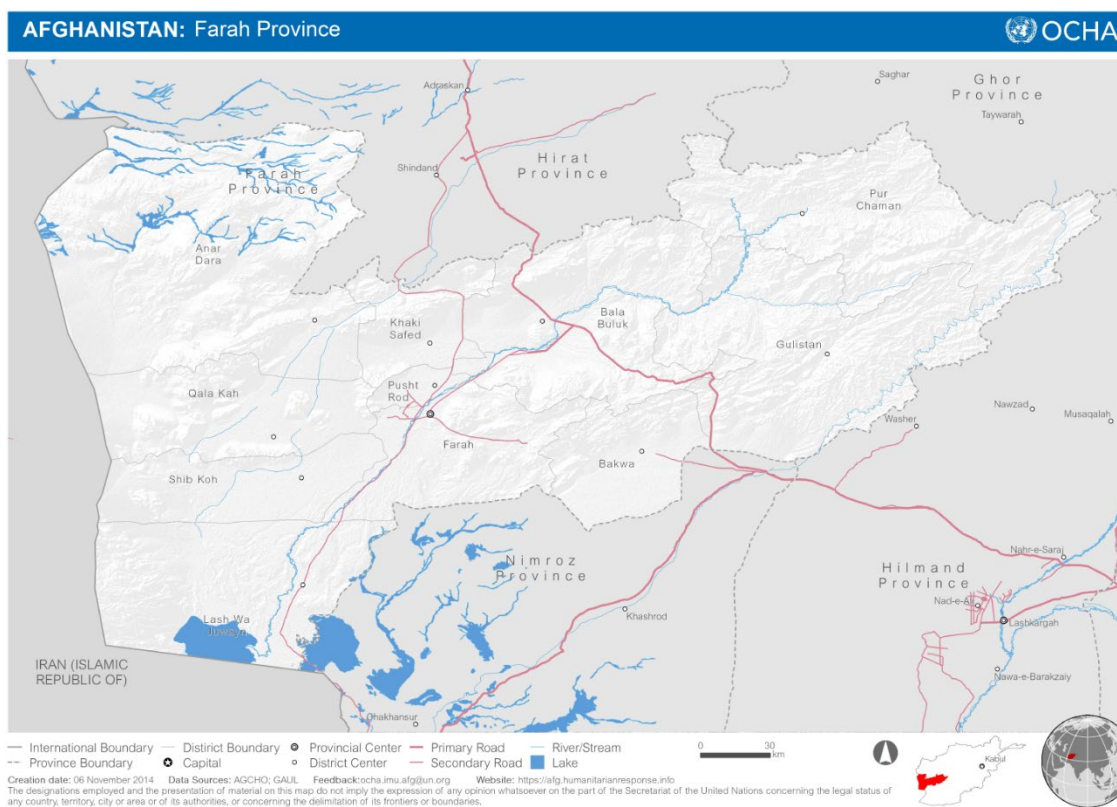 AFGHANISTAN: Farah Province
OCHA
Saghar
Ghor
Province
Taywarah
Adraskan
Hirat
Province
Shindand
Farah
Province
Pur
Chaman
Anar
Dara
Khaki
Safed
Bala
Buluk
Gulistan
Pusht
Rod
Qala Kah
Nawzad
Musaqalah
Washer
Farah
Bakwa
Shib Koh
Nimroz
Province
Nahr-e-Saraj
Hilmand
Province
Nad-e-Ali
Khashrod
Lashkargah
Lash Wa
Juwayn
IRAN (ISLAMIC
REPUBLIC OF)
Nawa-e-Barakzaiy
Chakhansur
International Boundary District Boundary Provincial Center Primary Road River/Stream
Province Boundary Capital District Center Secondary Road Lake
0 30
km
Kabul
Creation date: 06 November 2014 Data Sources: AGCHO; GAUL Feedback:ocha.imu.afg@un.org Website: https://afg.humanitarianresponse.info
The designations employed and the presentation of material on this map do not imply the expression of any opinion whatsoever on the part of the Secretariat of the United Nations concerning the legal status of
any country, territory, city or area or of its authorities, or concerning the delimitation of its frontiers or boundaries.